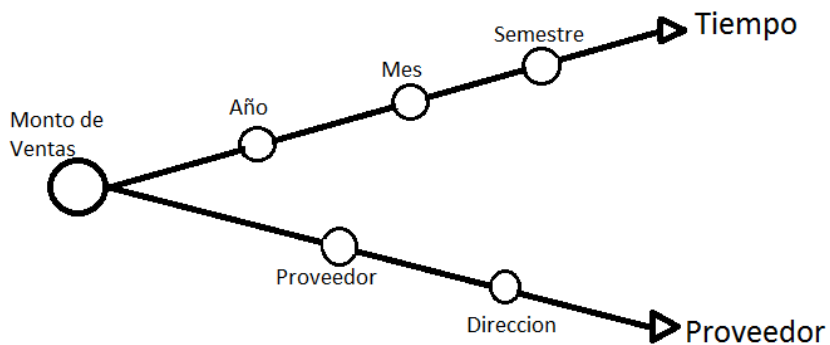 Tiempo
Semestre
Mes
Año
Monto de
Ventas
Proveedor
Direccion
Proveedor